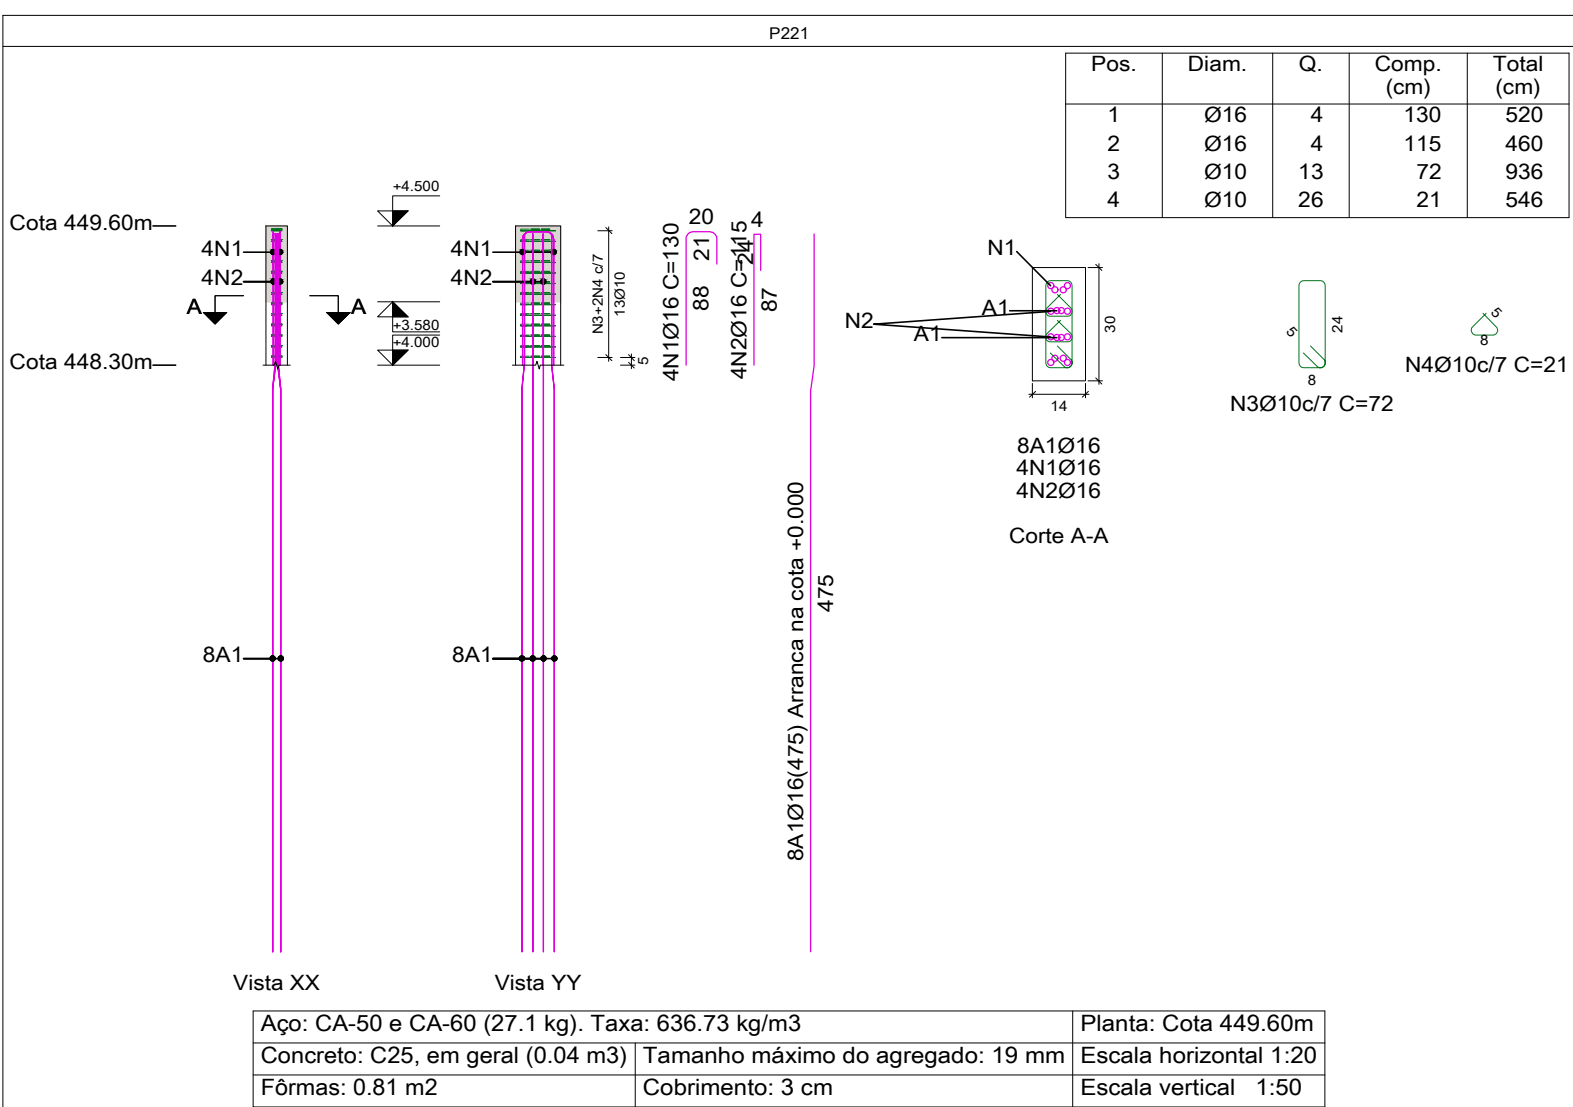 P221
Pos. Diam. Q. Comp. (cm) Total (cm)
1 Ø16 4 130 520
2 Ø16 4 115 460
3 Ø10 13 72 936
4 Ø10 26 21 546
Cota 449.60m
4N1
4N2
A A
Cota 448.30m
8A1
Vista XX
+4.500
+3.580
+4.000
4N1
4N2
8A1
Vista YY
N3+2N4 c/7
13Ø10
5
4N1Ø16 C=130
20
21
88
4N2Ø16 C=115
4
24
87
8A1Ø16(475) Arranca na cota +0.000
475
N1
A1
N2
A1
30
14
8A1Ø16
4N1Ø16
4N2Ø16
Corte A-A
5
24
8
N3Ø10c/7 C=72
5
8
N4Ø10c/7 C=21
Aço: CA-50 e CA-60 (27.1 kg). Taxa: 636.73 kg/m3 Planta: Cota 449.60m
Concreto: C25, em geral (0.04 m3) Tamanho máximo do agregado: 19 mm Escala horizontal 1:20
Fôrmas: 0.81 m2 Cobrimento: 3 cm Escala vertical 1:50